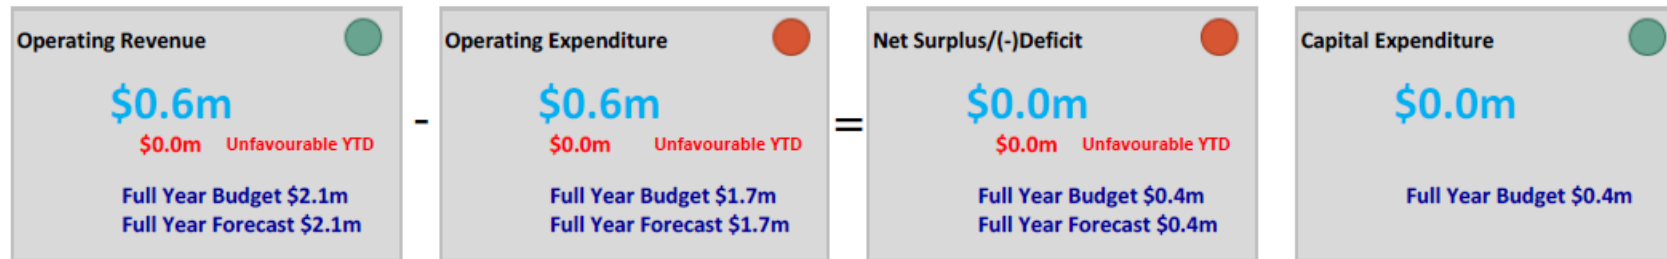 Operating Revenue
$0.6m
$0.0m Unfavourable YTD
Full Year Budget $2.1m
Full Year Forecast $2.1m
-
Operating Expenditure
$0.6m
$0.0m Unfavourable YTD
Full Year Budget $1.7m
Full Year Forecast $1.7m
=
Net Surplus/(-)Deficit
$0.0m
$0.0m Unfavourable YTD
Full Year Budget $0.4m
Full Year Forecast $0.4m
Capital Expenditure
$0.0m
Full Year Budget $0.4m